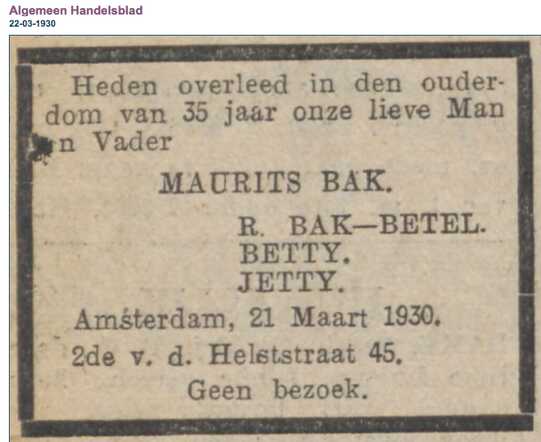 Algemeen Handelsblad
22-03-1930
Heden overleed in den ouder-
dom van 35 jaar onze lieve Man
n Vader
MAURITS BAK.
R. BAK—BETEL.
BETTY.
JETTY.
Amsterdam, 21 Maart 1930.
2de v. d. Helststraat 45.
Geen bezoek.